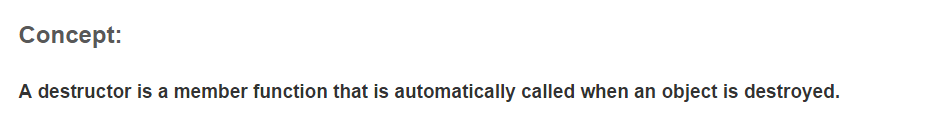 Concept:
A destructor is a member function that is automatically called when an object is destroyed.